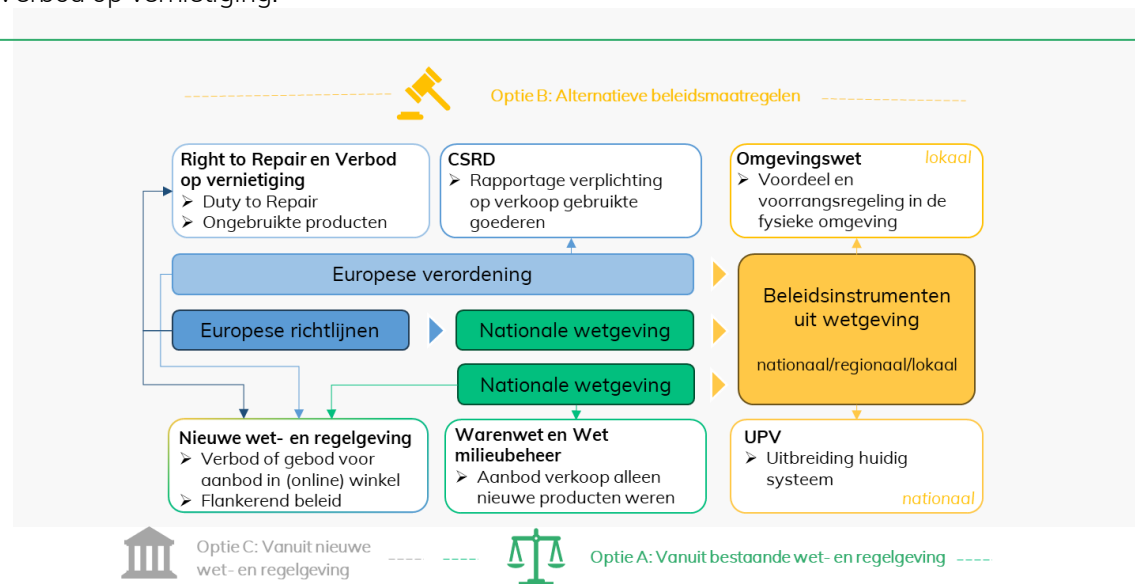 verbod op vernietiging.
Optie B: Alternatieve beleidsmaatregelen
Right to Repair en Verbod
op vernietiging
➢ Duty to Repair
➢ Ongebruikte producten
CSRD
➢ Rapportage verplichting
op verkoop gebruikte
goederen
Omgevingswet
lokaal
➢ Voordeel en
voorrangsregeling in de
fysieke omgeving
Europese verordening
Europese richtlijnen
Nationale wetgeving
Nationale wetgeving
Beleidsinstrumenten
uit wetgeving
nationaal/regionaal/lokaal
Nieuwe wet- en regelgeving
➢ Verbod of gebod voor
aanbod in (online) winkel
➢ Flankerend beleid
Warenwet en Wet
milieubeheer
➢ Aanbod verkoop alleen
nieuwe producten weren
UPV
➢ Uitbreiding huidig
systeem
nationaal
Optie C: Vanuit nieuwe
wet- en regelgeving
Optie A: Vanuit bestaande wet- en regelgeving